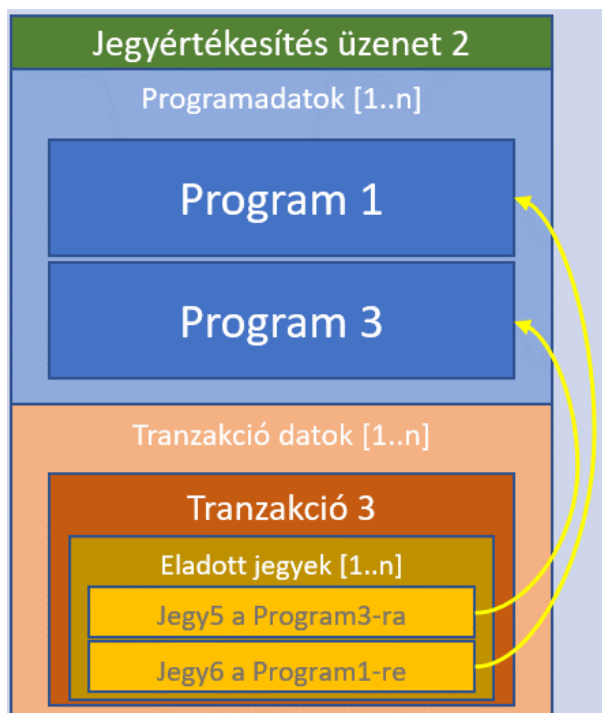 Jegyértékesítés üzenet 2
Programadatok [1..n]
Program 1
Program 3
Tranzakció datok [1..n]
Tranzakció 3
Eladott jegyek [1..n]
Jegy5 a Program3-ra
Jegy6 a Program1-re